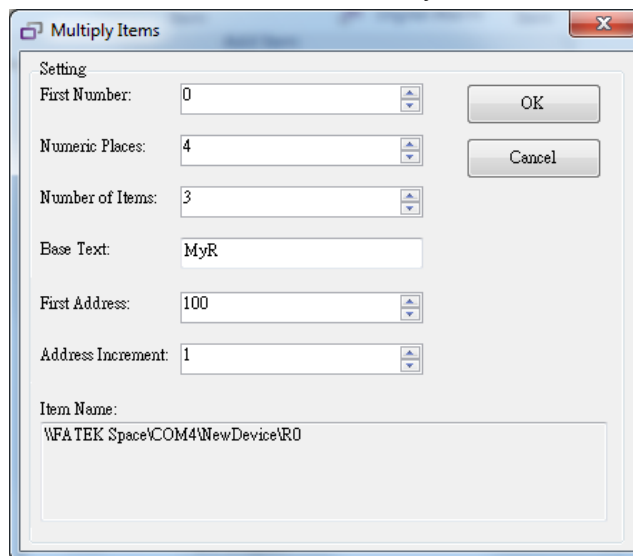 Multiply Items
Setting
First Number: 0
OK
Numeric Places: 4
Cancel
Number of Items: 3
Base Text: MyR
First Address: 100
Address Increment: 1
Item Name:
\\FATEK Space\COM4\NewDevice\R0